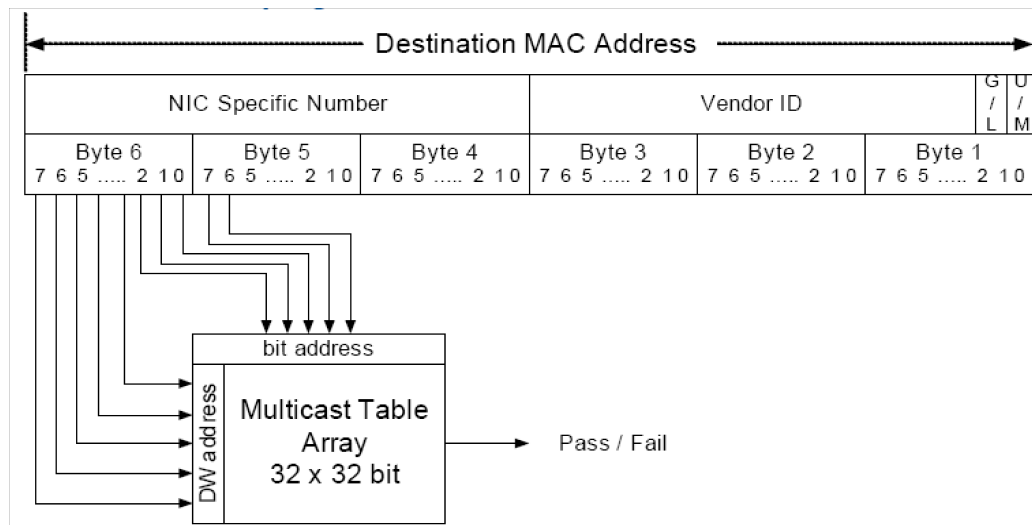 Destination MAC Address
NIC Specific Number
Vendor ID
G / L
U / M
Byte 6
Byte 5
Byte 4
Byte 3
Byte 2
Byte 1
7 6 5 ..... 2 1 0
7 6 5 ..... 2 1 0
7 6 5 ..... 2 1 0
7 6 5 ..... 2 1 0
7 6 5 ..... 2 1 0
7 6 5 ..... 2 1 0
bit address
DW address
Multicast Table
Array
32 x 32 bit
Pass / Fail